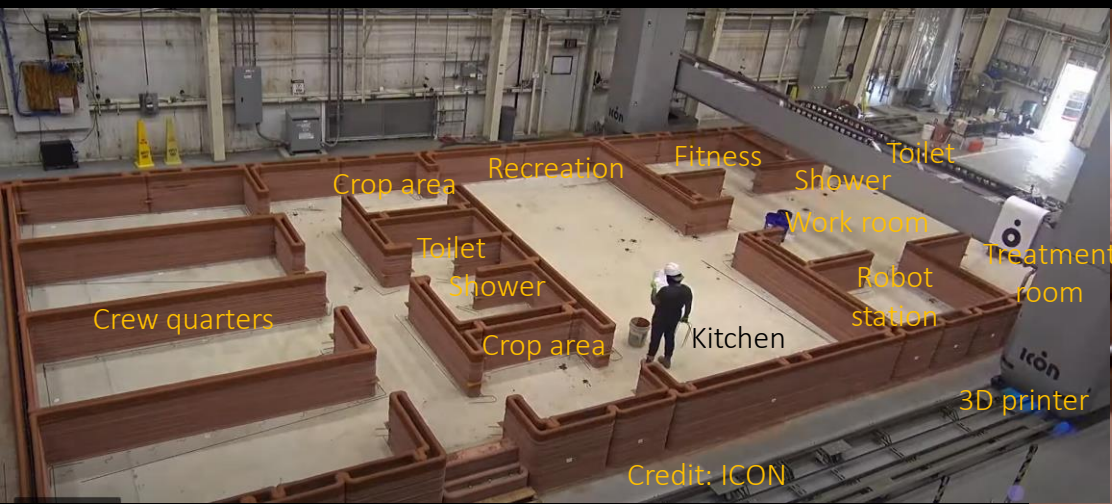 ICON
Fitness
Toilet
Recreation
Crop area
Shower
Work room
Toilet
Treatment
room
Shower
Robot
station
Crew quarters
Kitchen
Crop area
ICON
3D printer
Credit: ICON